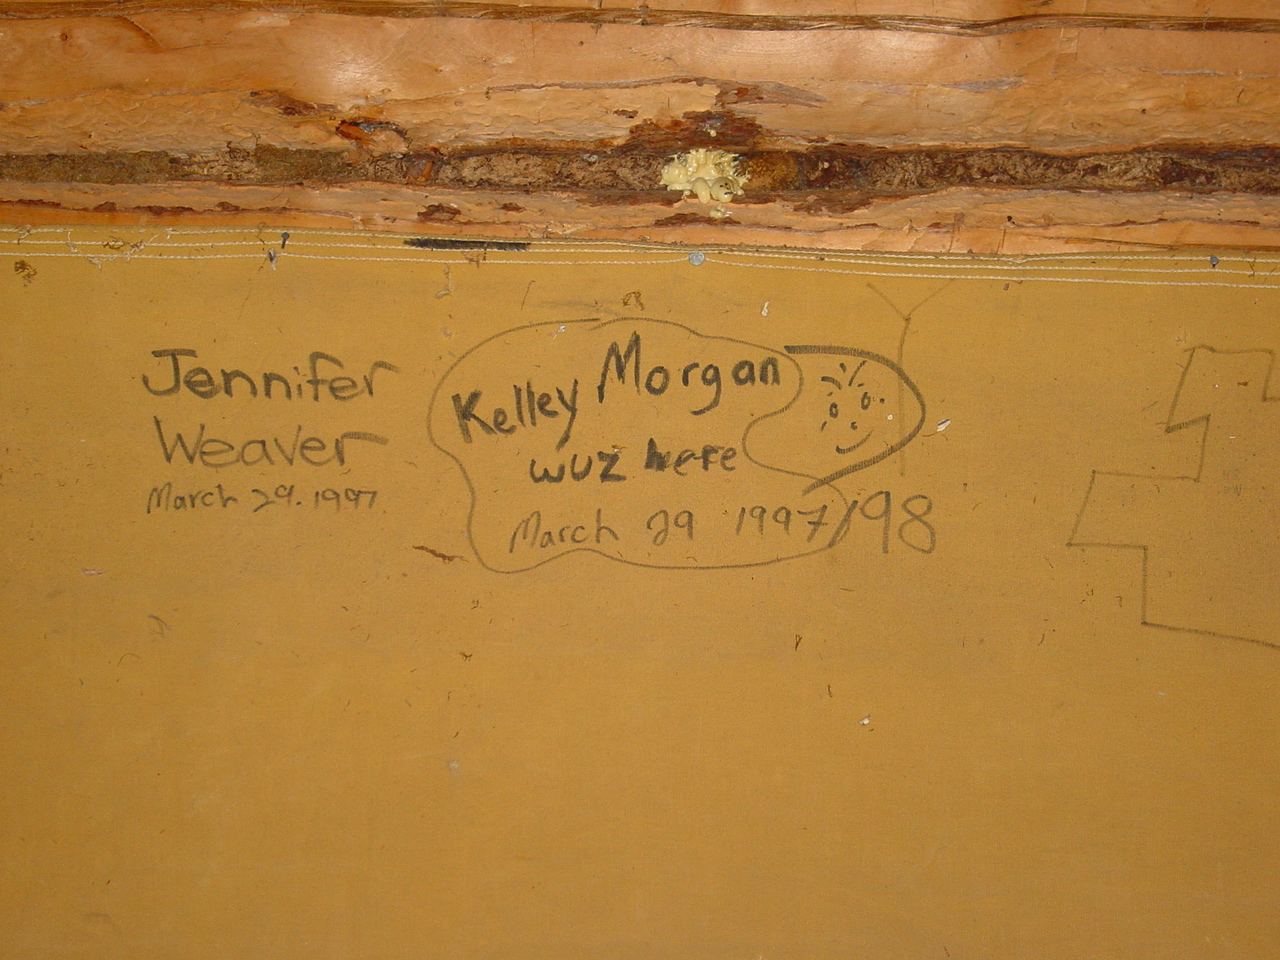 Jennifer
Weaver
March 29. 1997
Kelley Morgan
wuz here
March 29 1997/98